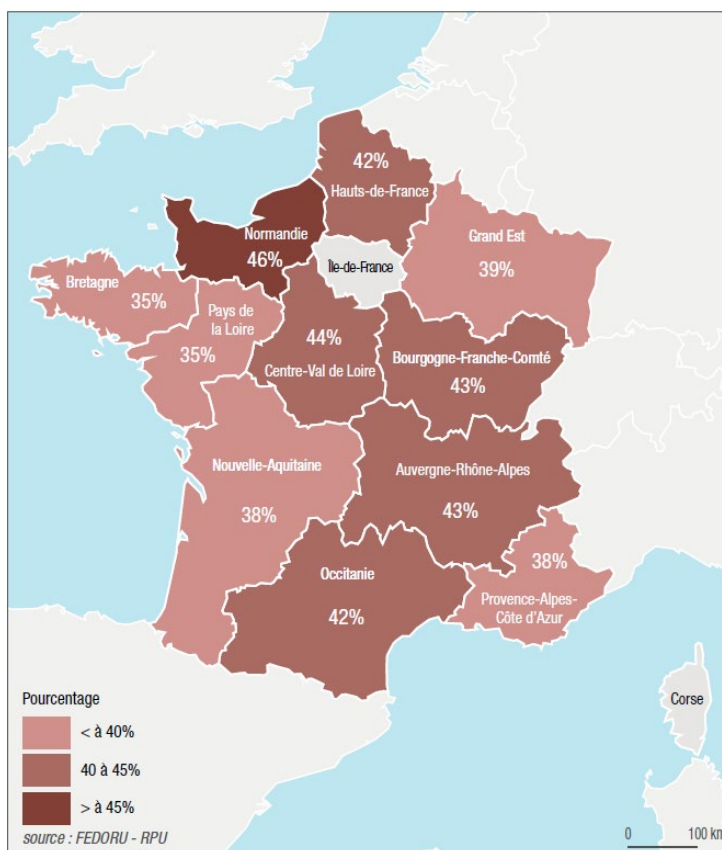 42%
Hauts-de-France
Normandie
46%
Île-de-France
Grand Est
39%
Bretagne
35%
Pays de
la Loire
35%
44%
Centre-Val de Loire
Bourgogne-Franche-Comté
43%
Nouvelle-Aquitaine
38%
Auvergne-Rhône-Alpes
43%
Occitanie
42%
38%
Provence-Alpes-
Côte d'Azur
Corse
Pourcentage
< à 40%
40 à 45%
> à 45%
source : FEDORU - RPU
0 100 km